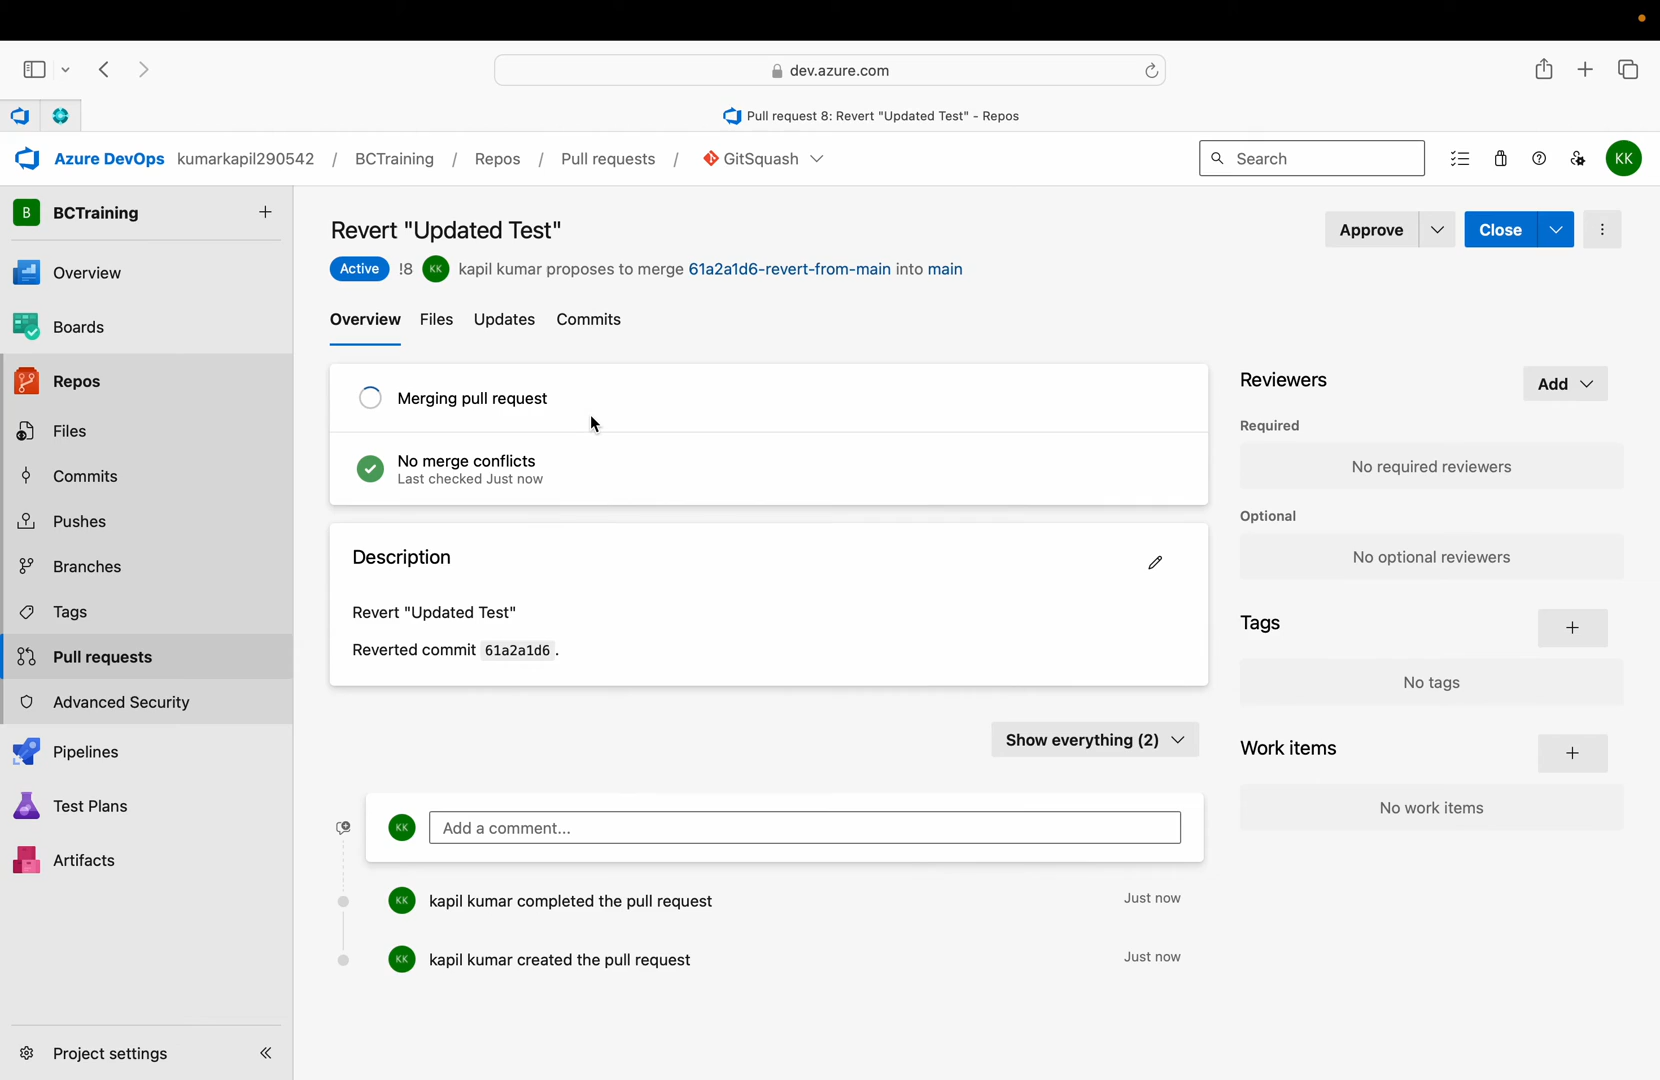 dev.azure.com
Pull request 8: Revert "Updated Test" - Repos
Azure DevOps kumarkapil290542 / BCTraining / Repos / Pull requests / GitSquash
Search
KK
B BCTraining
Overview
Boards
Repos
Files
Commits
Pushes
Branches
Tags
Pull requests
Advanced Security
Pipelines
Test Plans
Artifacts
Project settings
Revert "Updated Test"
Approve
Close
Active !8 KK kapil kumar proposes to merge 61a2a1d6-revert-from-main into main
Overview Files Updates Commits
Merging pull request
No merge conflicts
Last checked Just now
Description
Revert "Updated Test"
Reverted commit 61a2a1d6.
Show everything (2)
KK Add a comment...
KK kapil kumar completed the pull request Just now
KK kapil kumar created the pull request Just now
Reviewers
Add
Required
No required reviewers
Optional
No optional reviewers
Tags
No tags
Work items
No work items